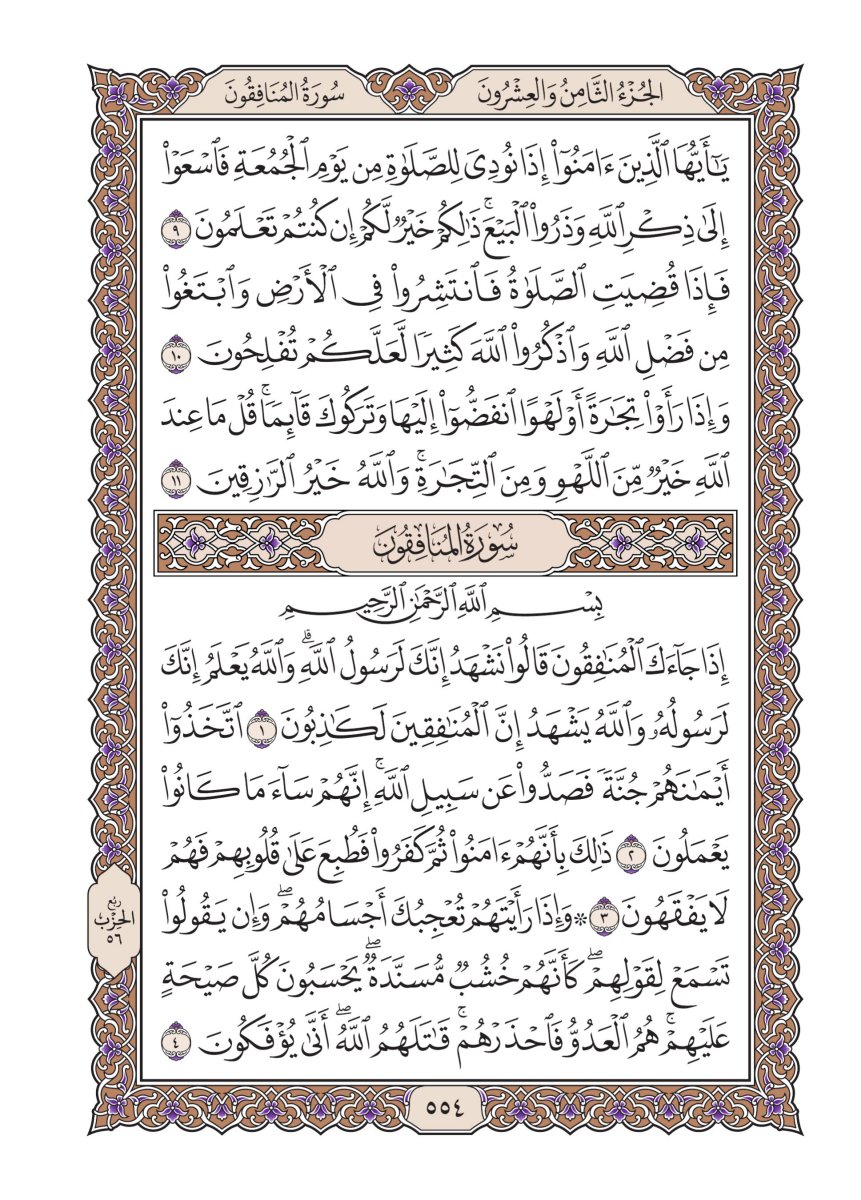 الجُزْءُ الثَّامِنُ وَالعِشْرُونَ
سُورَةُ المُنَافِقُونَ
يَٰٓأَيُّهَا ٱلَّذِينَ ءَامَنُوٓاْ إِذَا نُودِيَ لِلصَّلَوٰةِ مِن يَوۡمِ ٱلۡجُمُعَةِ فَٱسۡعَوۡاْ
إِلَىٰ ذِكۡرِ ٱللَّهِ وَذَرُواْ ٱلۡبَيۡعَۚ ذَٰلِكُمۡ خَيۡرٞ لَّكُمۡ إِن كُنتُمۡ تَعۡلَمُونَ ٩
فَإِذَا قُضِيَتِ ٱلصَّلَوٰةُ فَٱنتَشِرُواْ فِي ٱلۡأَرۡضِ وَٱبۡتَغُواْ
مِن فَضۡلِ ٱللَّهِ وَٱذۡكُرُواْ ٱللَّهَ كَثِيرٗا لَّعَلَّكُمۡ تُفۡلِحُونَ ١٠
وَإِذَا رَأَوۡاْ تِجَٰرَةً أَوۡ لَهۡوًا ٱنفَضُّوٓاْ إِلَيۡهَا وَتَرَكُوكَ قَآئِمٗاۚ قُلۡ مَا عِندَ
ٱللَّهِ خَيۡرٞ مِّنَ ٱللَّهۡوِ وَمِنَ ٱلتِّجَٰرَةِۚ وَٱللَّهُ خَيۡرُ ٱلرَّٰزِقِينَ ١١
سُورَةُ المُنَافِقُونَ
بِسۡمِ ٱللَّهِ ٱلرَّحۡمَٰنِ ٱلرَّحِيمِ
إِذَا جَآءَكَ ٱلۡمُنَٰفِقُونَ قَالُواْ نَشۡهَدُ إِنَّكَ لَرَسُولُ ٱللَّهِۗ وَٱللَّهُ يَعۡلَمُ إِنَّكَ
لَرَسُولُهُۥ وَٱللَّهُ يَشۡهَدُ إِنَّ ٱلۡمُنَٰفِقِينَ لَكَٰذِبُونَ ١ ٱتَّخَذُوٓاْ
أَيۡمَٰنَهُمۡ جُنَّةٗ فَصَدُّواْ عَن سَبِيلِ ٱللَّهِۚ إِنَّهُمۡ سَآءَ مَا كَانُواْ
يَعۡمَلُونَ ٢ ذَٰلِكَ بِأَنَّهُمۡ ءَامَنُواْ ثُمَّ كَفَرُواْ فَطُبِعَ عَلَىٰ قُلُوبِهِمۡ فَهُمۡ
لَا يَفۡقَهُونَ ٣ ۞وَإِذَا رَأَيۡتَهُمۡ تُعۡجِبُكَ أَجۡسَامُهُمۡۖ وَإِن يَقُولُواْ
تَسۡمَعۡ لِقَوۡلِهِمۡۖ كَأَنَّهُمۡ خُشُبٞ مُّسَنَّدَةٞۖ يَحۡسَبُونَ كُلَّ صَيۡحَةٍ
عَلَيۡهِمۡۚ هُمُ ٱلۡعَدُوُّ فَٱحۡذَرۡهُمۡۚ قَٰتَلَهُمُ ٱللَّهُۖ أَنَّىٰ يُؤۡفَكُونَ ٤
ربع
الحِزْب
٥٦
٥٥٤